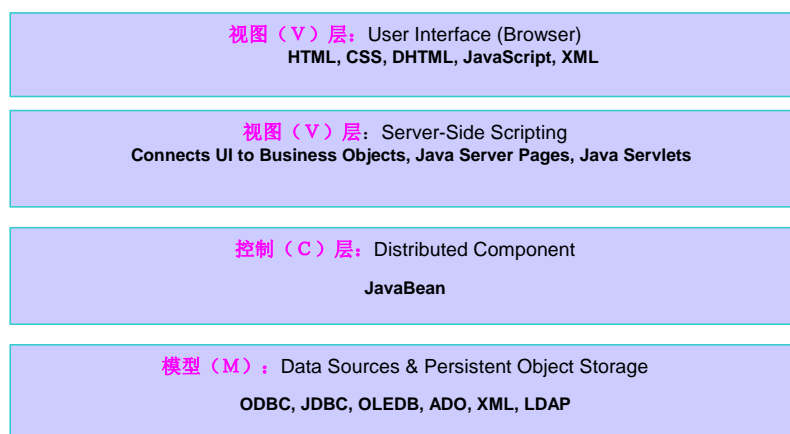 视图（V）层：User Interface (Browser)
HTML, CSS, DHTML, JavaScript, XML
视图（V）层：Server-Side Scripting
Connects UI to Business Objects, Java Server Pages, Java Servlets
控制（C）层：Distributed Component
JavaBean
模型（M）：Data Sources & Persistent Object Storage
ODBC, JDBC, OLEDB, ADO, XML, LDAP